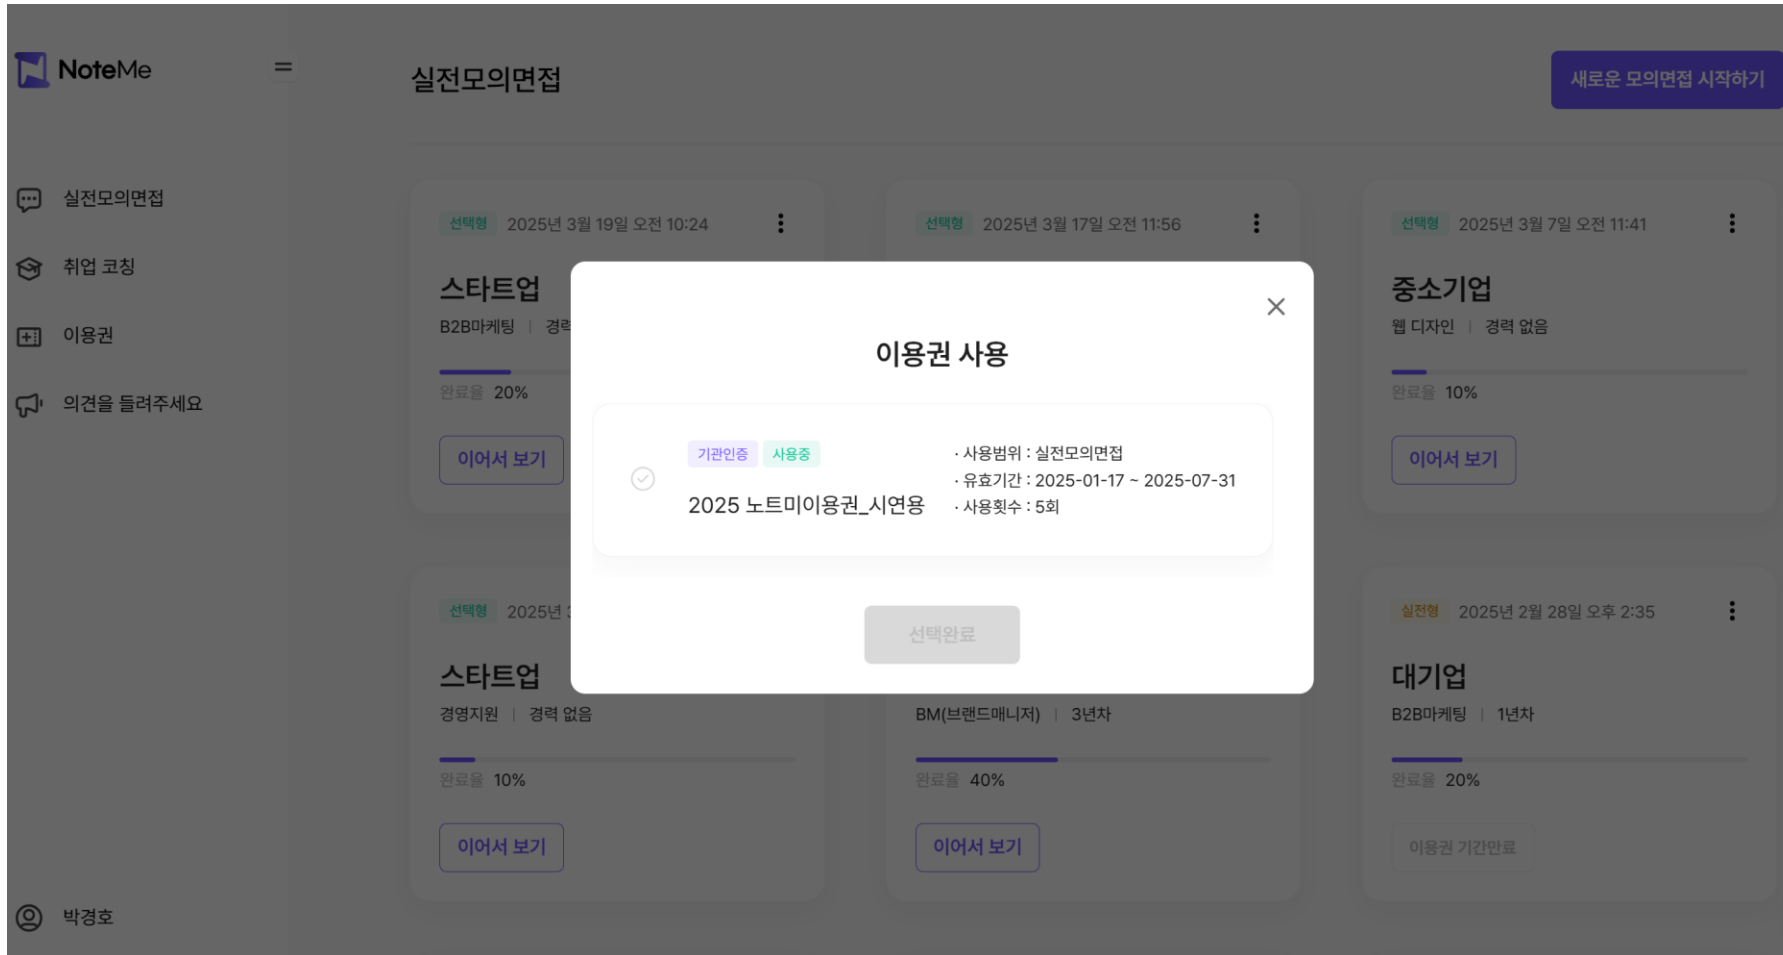 NoteMe
실전모의면접
취업 코칭
이용권
의견을 들려주세요
박경호
실전모의면접
새로운 모의면접 시작하기
선택형 2025년 3월 19일 오전 10:24
스타트업
B2B마케팅
완료율 20%
이어서 보기
선택형 2025년 3월 17일 오전 11:56
선택형 2025년 3월 7일 오전 11:41
중소기업
웹 디자인 | 경력 없음
완료율 10%
이어서 보기
이용권 사용
기관인증 사용중
2025 노트미이용권_시연용
· 사용범위 : 실전모의면접
· 유효기간 : 2025-01-17 ~ 2025-07-31
· 사용횟수 : 5회
선택완료
선택형 2025년
스타트업
경영지원 | 경력 없음
완료율 10%
이어서 보기
BM(브랜드매니저) | 3년차
완료율 40%
이어서 보기
실전형 2025년 2월 28일 오후 2:35
대기업
B2B마케팅 | 1년차
완료율 20%
이용권 기간만료